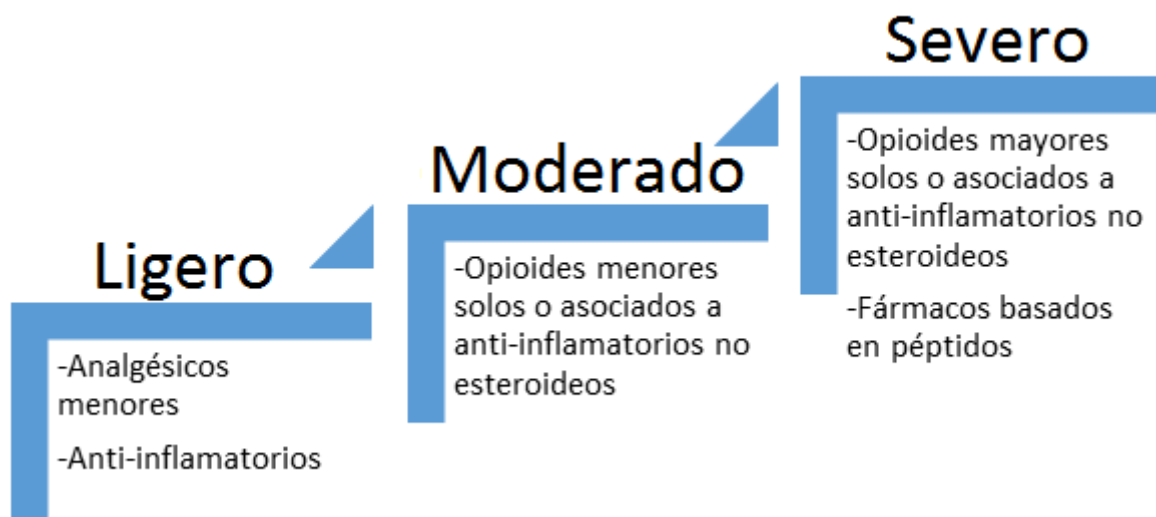 Ligero
-Analgésicos
menores
-Anti-inflamatorios
Moderado
-Opioides menores
solos o asociados a
anti-inflamatorios no
esteroideos
Severo
-Opioides mayores
solos o asociados a
anti-inflamatorios no
esteroideos
-Fármacos basados
en péptidos